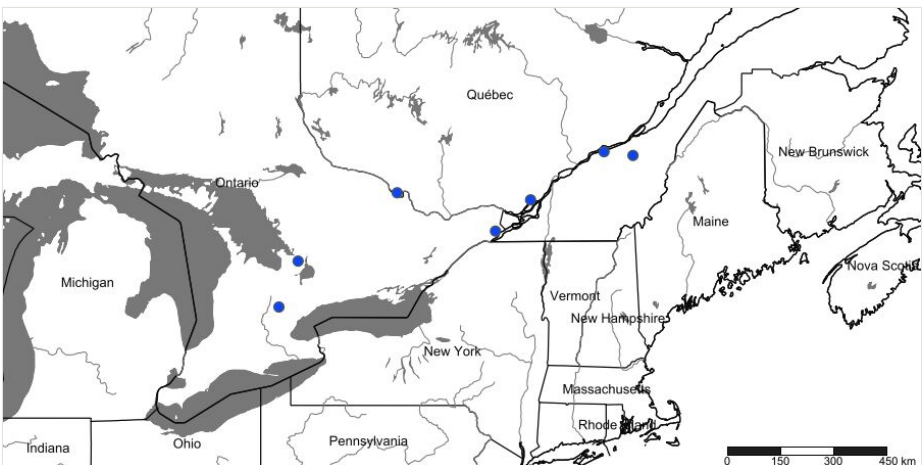 Québec
New Brunswick
Ontario
Maine
Nova Scoti
Michigan
Vermont
New Hampshire
New York
Massachusetts
Rhode Island
Indiana
Ohio
Pennsylvania
0 150 300 450 km